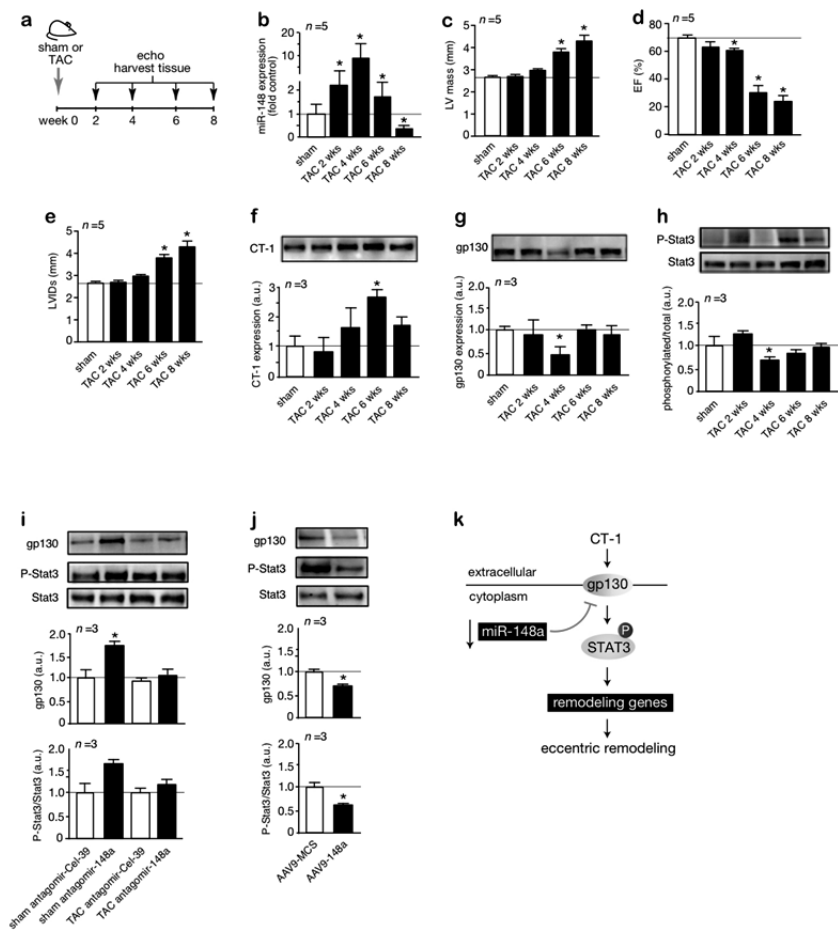 a
sham or
TAC
echo
harvest tissue
week 0 2 4 6 8
b
n=5
miR-148 expression
(fold control)
25
15
5
2
1
0
sham
TAC 2 wks
TAC 4 wks
TAC 6 wks
TAC 8 wks
*
*
*
*
c
n=5
LV mass (mm)
5
4
3
2
1
0
sham
TAC 2 wks
TAC 4 wks
TAC 6 wks
TAC 8 wks
*
*
d
n=5
EF (%)
80
60
40
20
0
sham
TAC 2 wks
TAC 4 wks
TAC 6 wks
TAC 8 wks
*
*
*
e
n=5
LVIDs (mm)
5
4
3
2
1
0
sham
TAC 2 wks
TAC 4 wks
TAC 6 wks
TAC 8 wks
*
*
f
CT-1
n=3
CT-1 expression (a.u.)
3
2
1
0
sham
TAC 2 wks
TAC 4 wks
TAC 6 wks
TAC 8 wks
*
g
gp130
n=3
gp130 expression (a.u.)
2.0
1.5
1.0
0.5
0
sham
TAC 2 wks
TAC 4 wks
TAC 6 wks
TAC 8 wks
*
h
P-Stat3
Stat3
n=3
phosphorylated/total (a.u.)
2.0
1.5
1.0
0.5
0
sham
TAC 2 wks
TAC 4 wks
TAC 6 wks
TAC 8 wks
*
i
gp130
P-Stat3
Stat3
n=3
gp130 (a.u.)
2.0
1.5
1.0
0.5
0
*
n=3
P-Stat3/Stat3 (a.u.)
2.0
1.5
1.0
0.5
0
sham antagomir-Cel-39
sham antagomir-148a
TAC antagomir-Cel-39
TAC antagomir-148a
j
gp130
P-Stat3
Stat3
n=3
gp130 (a.u.)
2.0
1.5
1.0
0.5
0
*
n=3
P-Stat3/Stat3 (a.u.)
2.0
1.5
1.0
0.5
0
*
AAV9-MCS
AAV9-148a
k
CT-1
extracellular
gp130
cytoplasm
miR-148a
P
STAT3
remodeling genes
eccentric remodeling